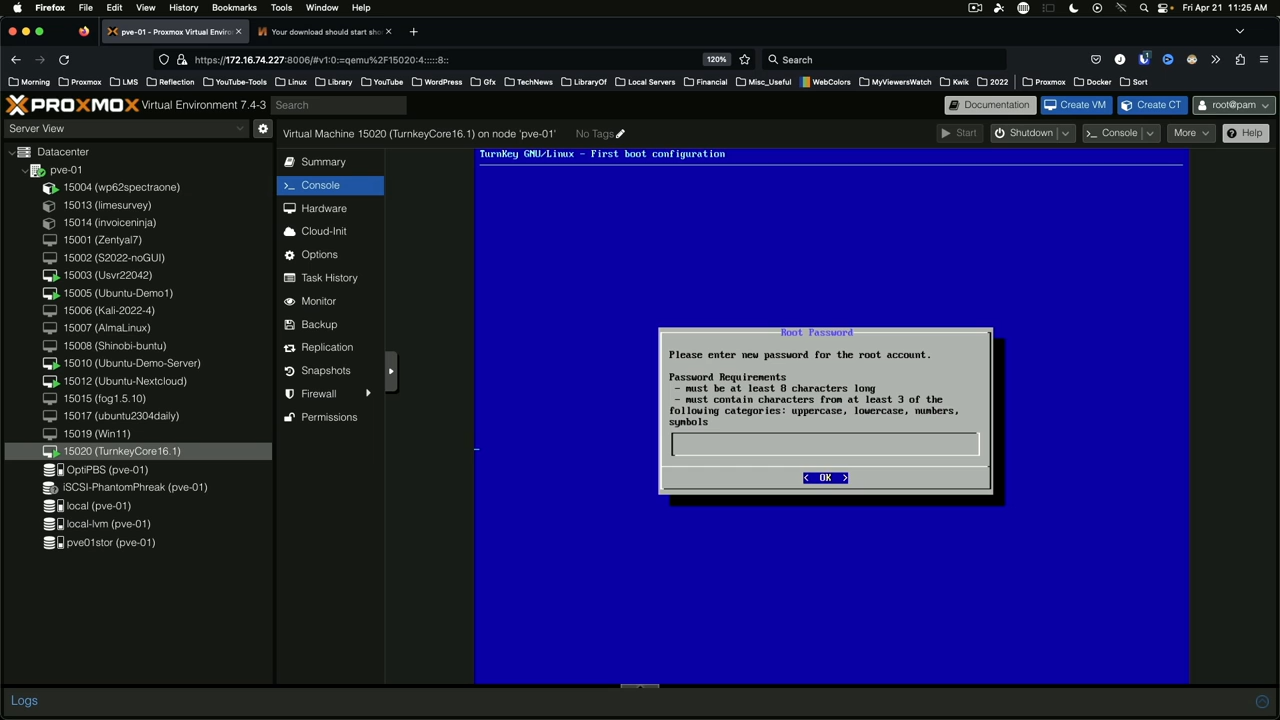 Firefox File Edit View History Bookmarks Tools Window Help Fri Apr 21 11:25 AM
pve-01 - Proxmox Virtual Enviro Your download should start sho
https://172.16.74.227:8006/#v1:0:=qemu%2F15020:4:::::8:: 120% Search
Morning Proxmox LMS Reflection YouTube-Tools Linux Library YouTube WordPress Gfx TechNews LibraryOf Local Servers Financial Misc_Useful WebColors MyViewersWatch Kwik 2022 Proxmox Docker Sort
PROXMOX Virtual Environment 7.4-3 Search Documentation Create VM Create CT root@pam
Server View Virtual Machine 15020 (TurnkeyCore16.1) on node 'pve-01' No Tags Start Shutdown Console More Help
Datacenter
pve-01
15004 (wp62spectraone)
15013 (limesurvey)
15014 (invoiceninja)
15001 (Zentyal7)
15002 (S2022-noGUI)
15003 (Usvr22042)
15005 (Ubuntu-Demo1)
15006 (Kali-2022-4)
15007 (AlmaLinux)
15008 (Shinobi-buntu)
15010 (Ubuntu-Demo-Server)
15012 (Ubuntu-Nextcloud)
15015 (fog1.5.10)
15017 (ubuntu2304daily)
15019 (Win11)
15020 (TurnkeyCore16.1)
OptiPBS (pve-01)
iSCSI-PhantomPhreak (pve-01)
local (pve-01)
local-lvm (pve-01)
pve01stor (pve-01)
Summary
Console
Hardware
Cloud-Init
Options
Task History
Monitor
Backup
Replication
Snapshots
Firewall
Permissions
TurnKey GNU/Linux - First boot configuration
Root Password
Please enter new password for the root account.
Password Requirements
- must be at least 8 characters long
- must contain characters from at least 3 of the
following categories: uppercase, lowercase, numbers,
symbols
< OK >
Logs